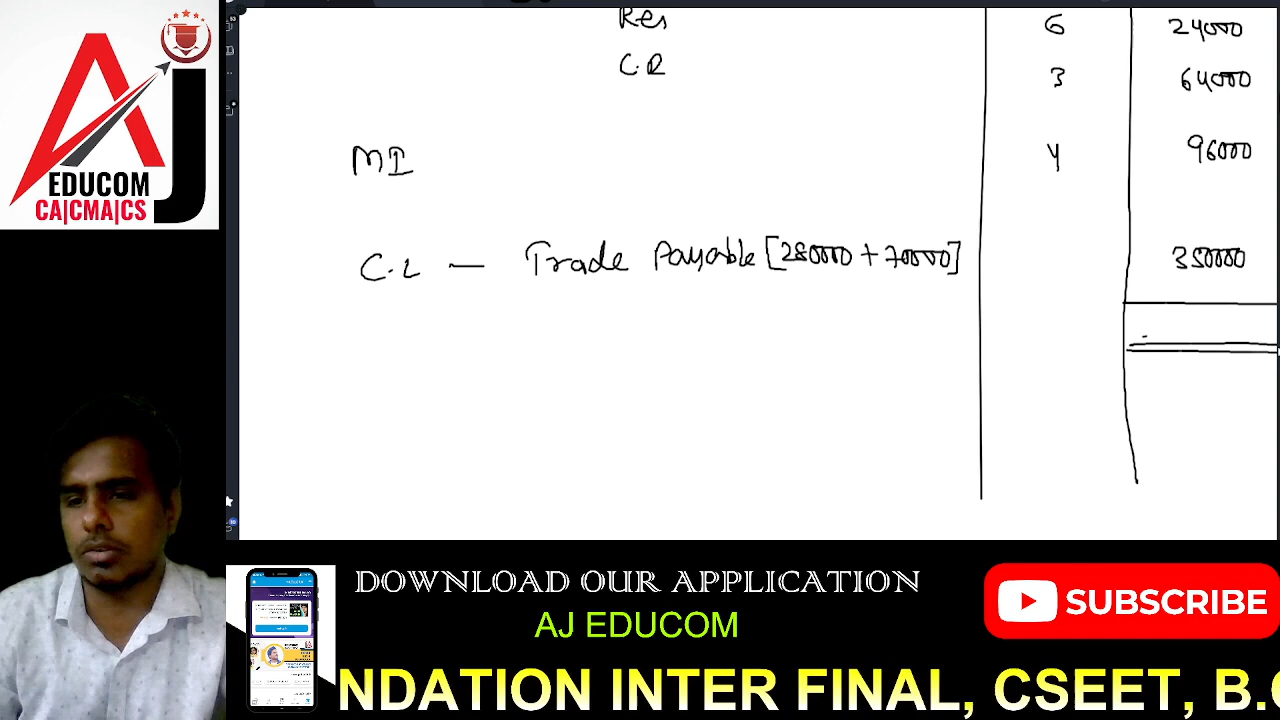 Res 6 24000
C.R 3 64000
MI 4 96000
C.L — Trade Payable [280000 + 70000] 350000
AJ
EDUCOM
CA|CMA|CS
DOWNLOAD OUR APPLICATION
AJ EDUCOM
SUBSCRIBE
NDATION INTER FINAL, CSEET, B.C